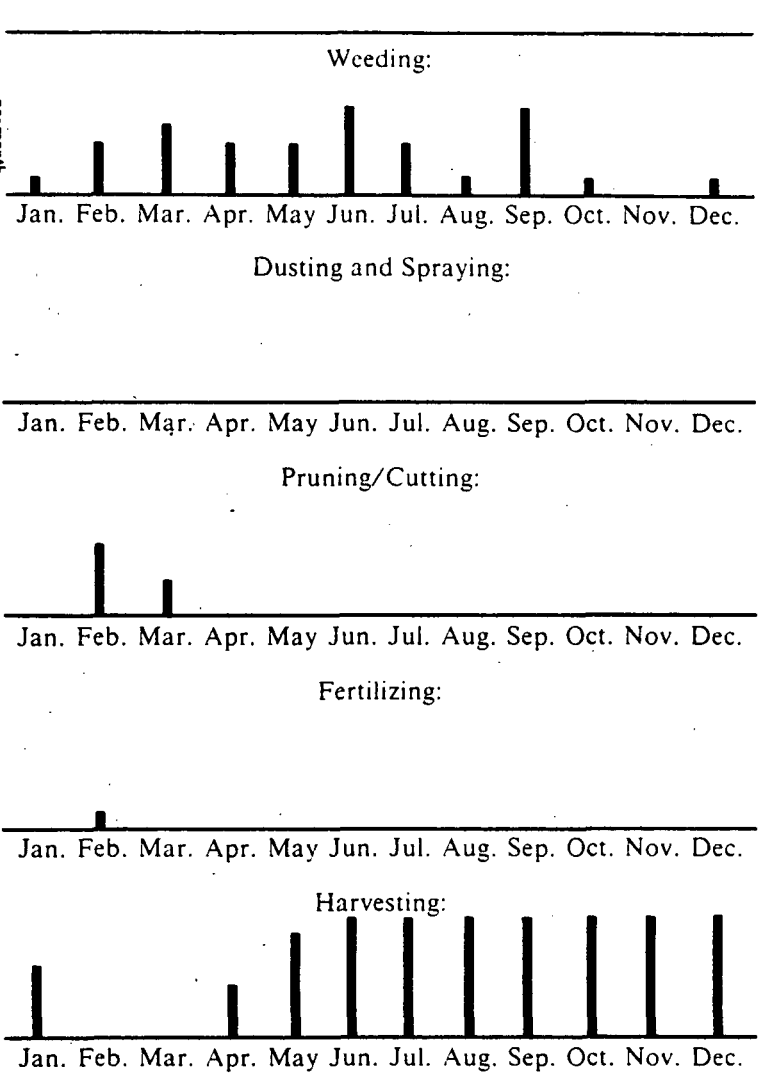 Weeding:
Jan. Feb. Mar. Apr. May Jun. Jul. Aug. Sep. Oct. Nov. Dec.
Dusting and Spraying:
Jan. Feb. Mar. Apr. May Jun. Jul. Aug. Sep. Oct. Nov. Dec.
Pruning/Cutting:
Jan. Feb. Mar. Apr. May Jun. Jul. Aug. Sep. Oct. Nov. Dec.
Fertilizing:
Jan. Feb. Mar. Apr. May Jun. Jul. Aug. Sep. Oct. Nov. Dec.
Harvesting:
Jan. Feb. Mar. Apr. May Jun. Jul. Aug. Sep. Oct. Nov. Dec.